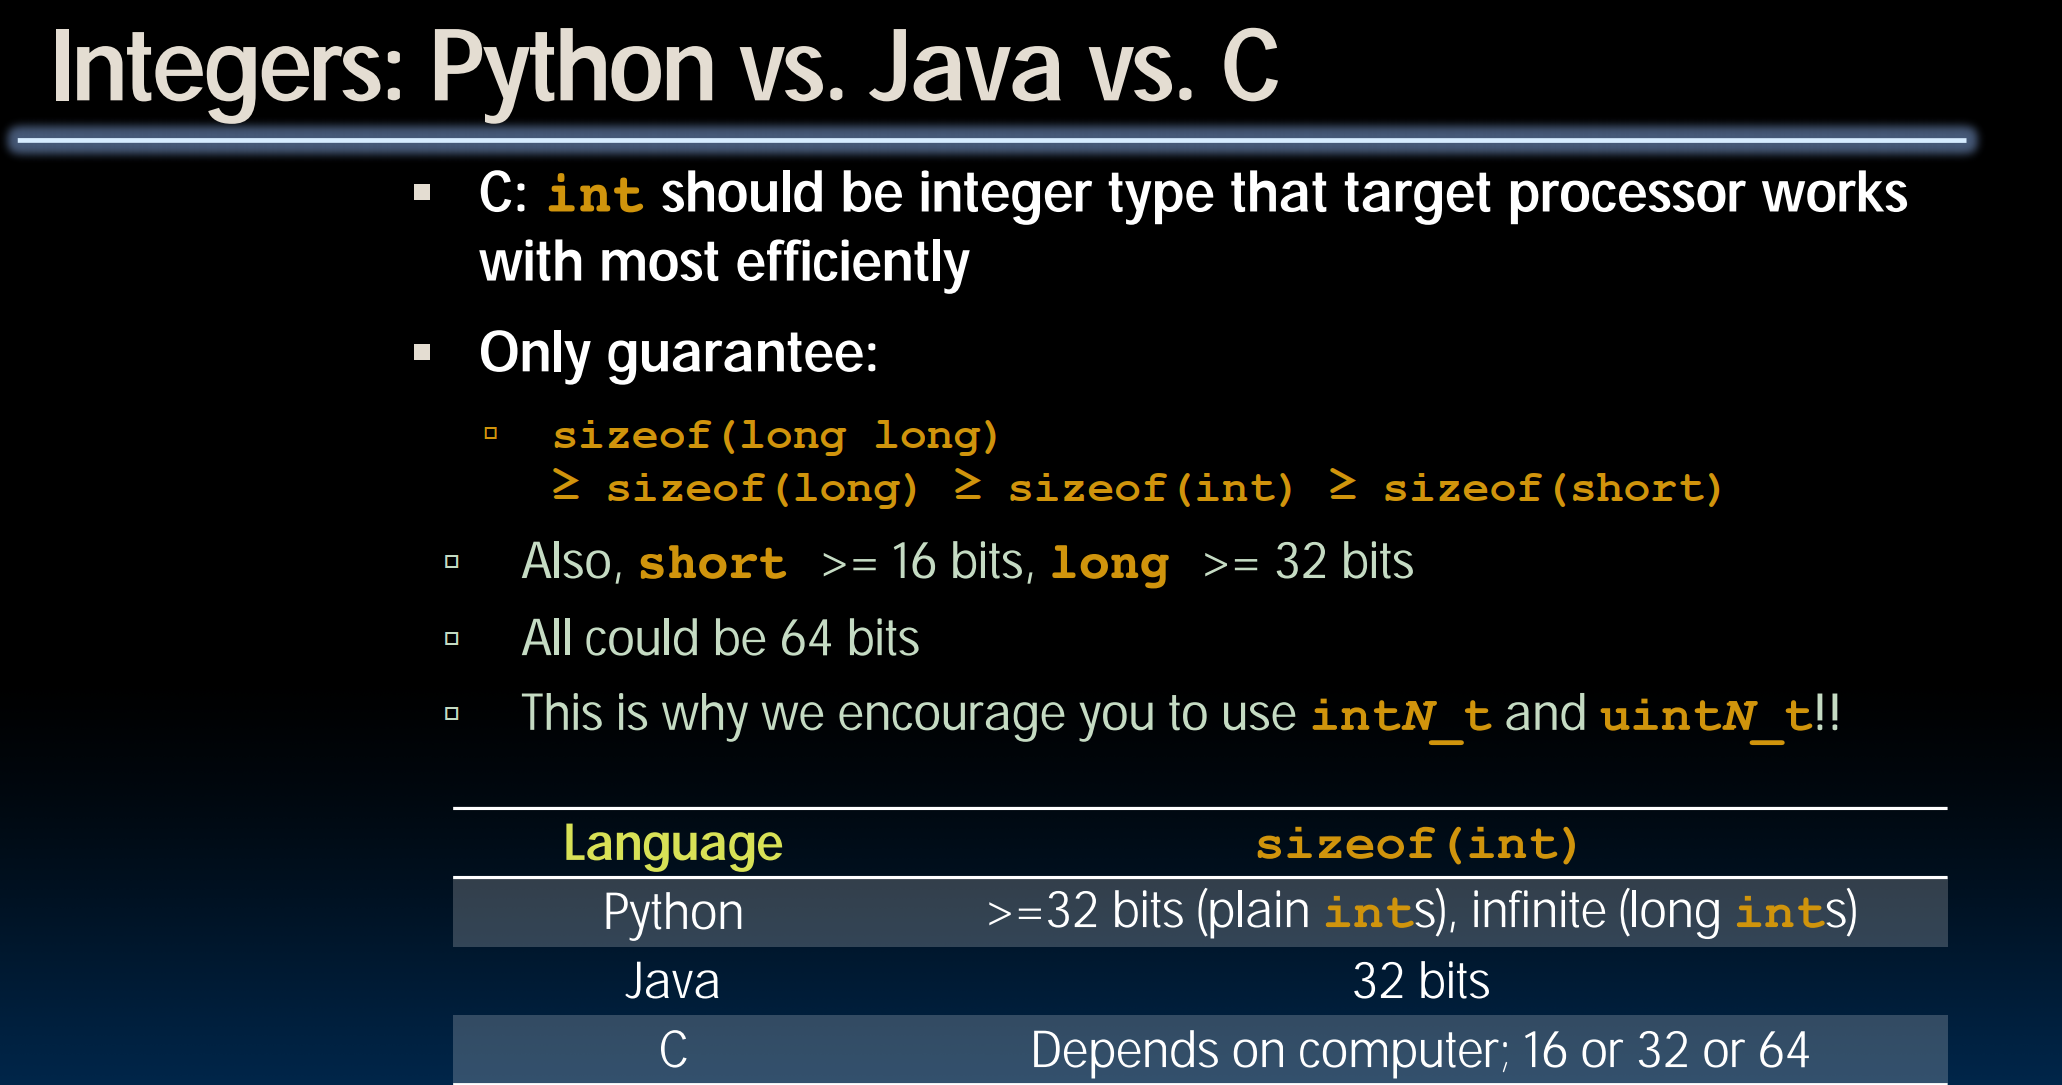 Integers: Python vs. Java vs. C
C: int should be integer type that target processor works
with most efficiently
Only guarantee:
sizeof(long long)
≥ sizeof(long) ≥ sizeof(int) ≥ sizeof(short)
Also, short >= 16 bits, long >= 32 bits
All could be 64 bits
This is why we encourage you to use intN_t and uintN_t!!
Language sizeof(int)
Python >=32 bits (plain ints), infinite (long ints)
Java 32 bits
C Depends on computer; 16 or 32 or 64